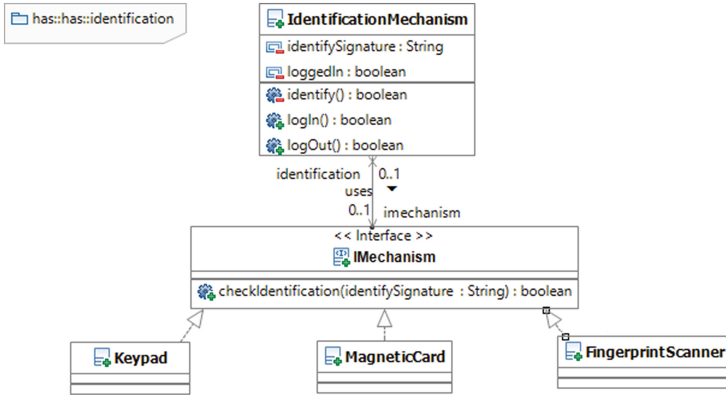 has::has::identification
IdentificationMechanism
identifySignature : String
loggedIn : boolean
identify() : boolean
logIn() : boolean
logOut() : boolean
identification 0..1
uses
0..1 imechanism
<< Interface >>
IMechanism
checkIdentification(identifySignature : String) : boolean
Keypad
MagneticCard
FingerprintScanner